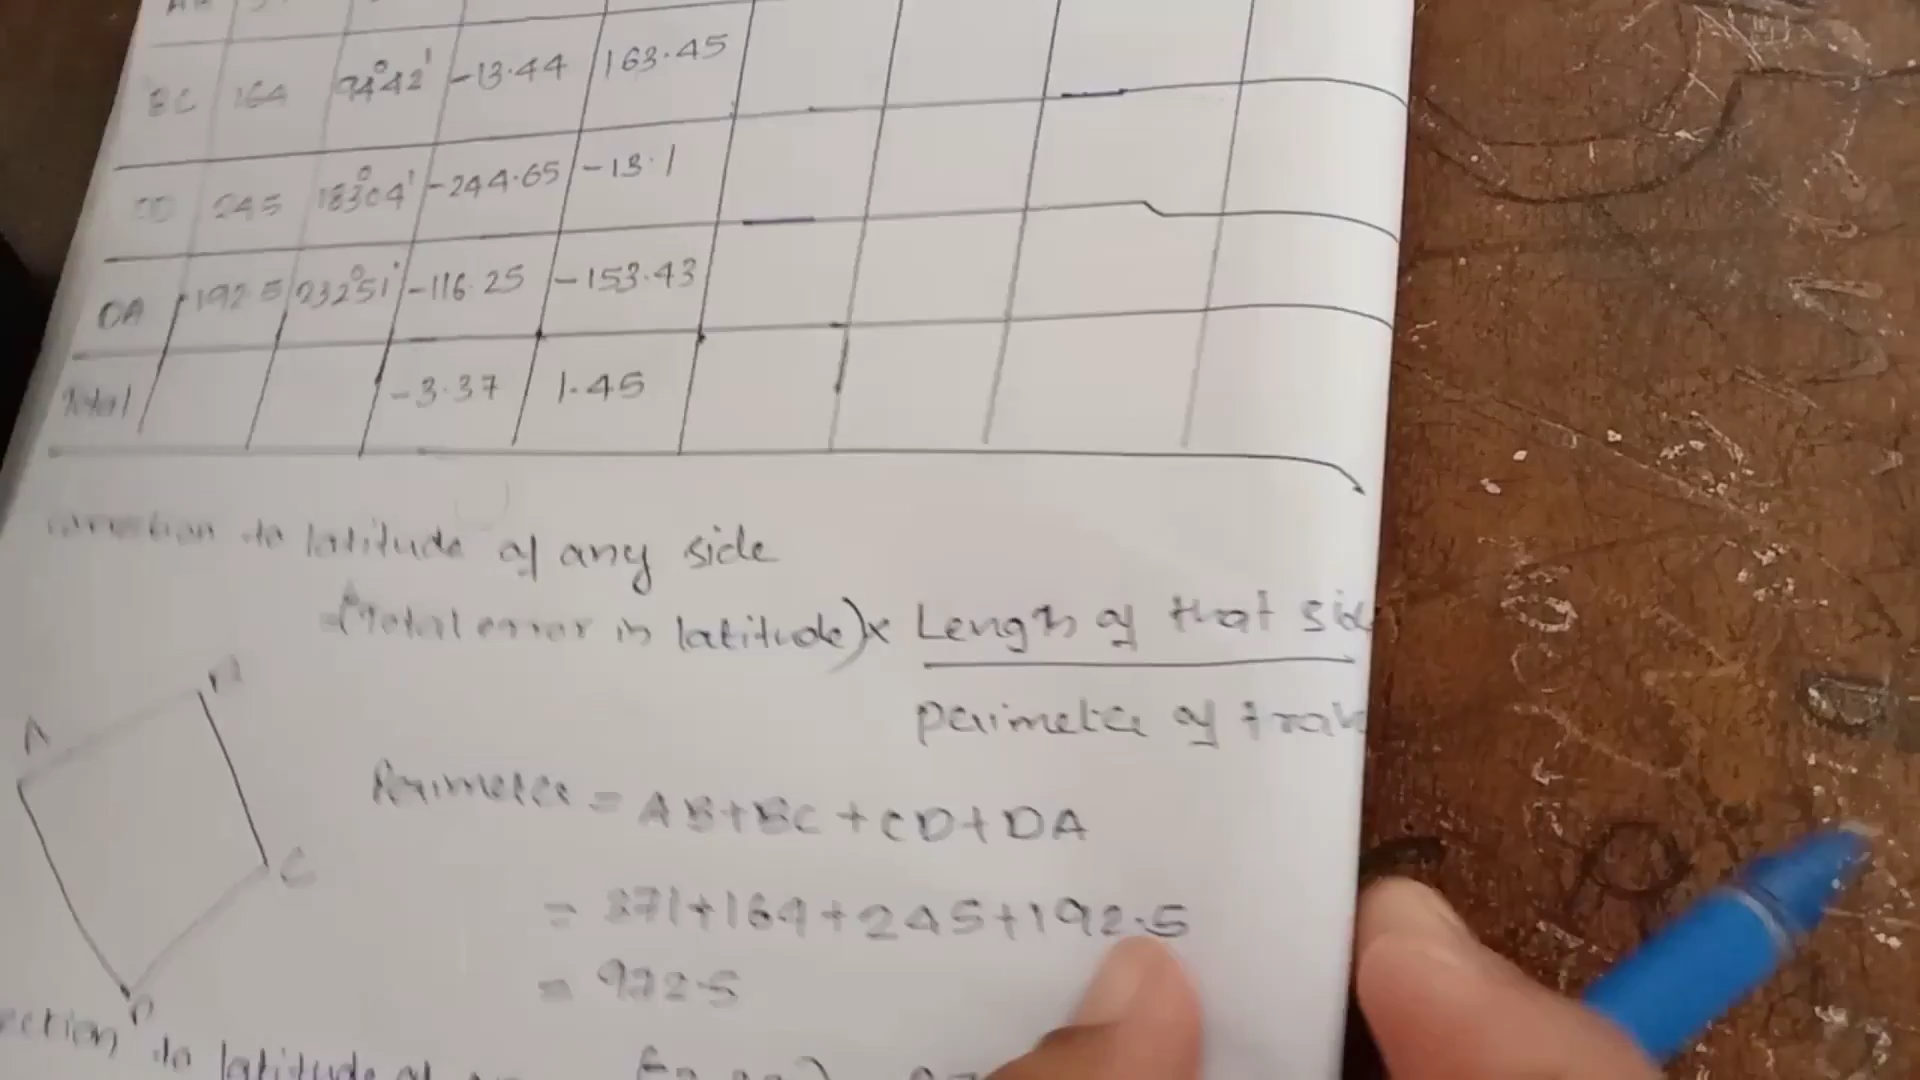 BC 164 94°42' -13.44 163.45
CD 245 183°04' -244.65 -13.1
DA 192.5 232°51' -116.25 -153.43
Total -3.37 1.45
correction to latitude of any side
=(total error in latitude)× Length of that sid
perimeter of trav
A
B
C
D
Perimeter = AB+BC+CD+DA
= 371+164+245+192.5
= 972.5
ection to latitude of